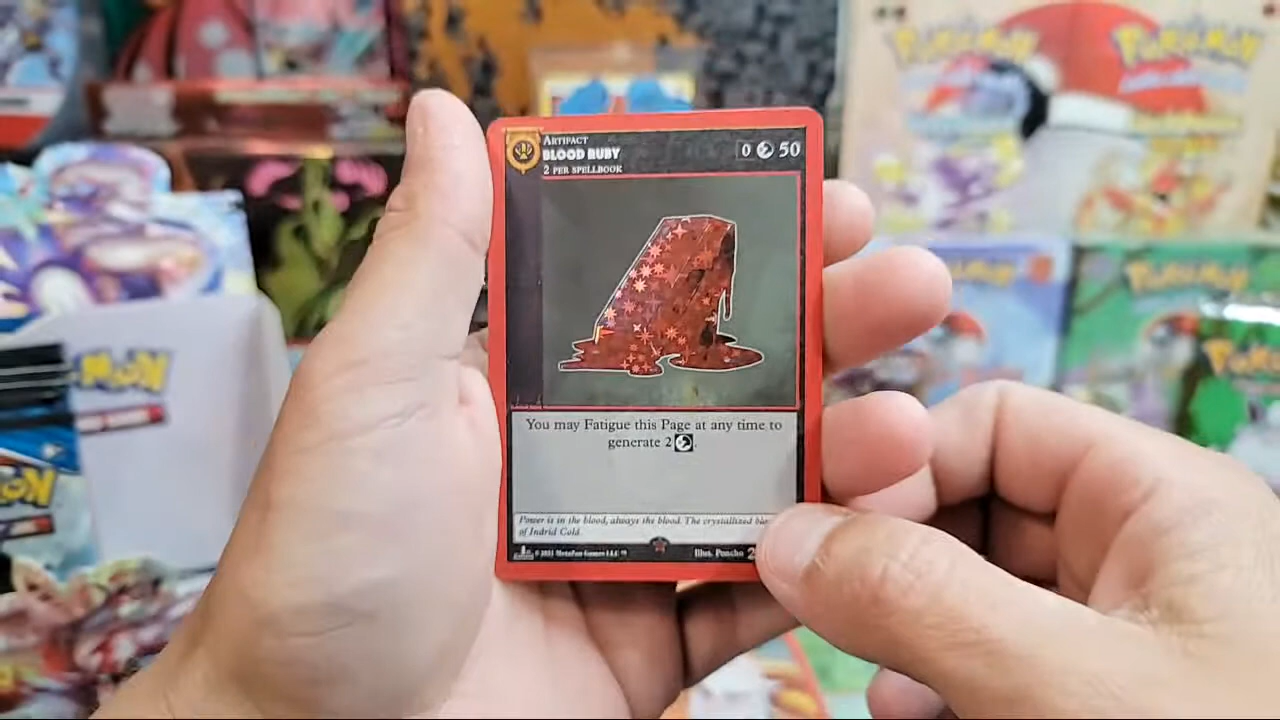 Pokémon
Pokémon
ARTIFACT
BLOOD RUBY
2 PER SPELLBOOK
0 50
Pokémon
Pokémon
You may Fatigue this Page at any time to
generate 2
Power is in the blood, always the blood. The crystallized
of Indrid Cold.
© 2021 MetaZoo Games LLC
Illus. Poncho